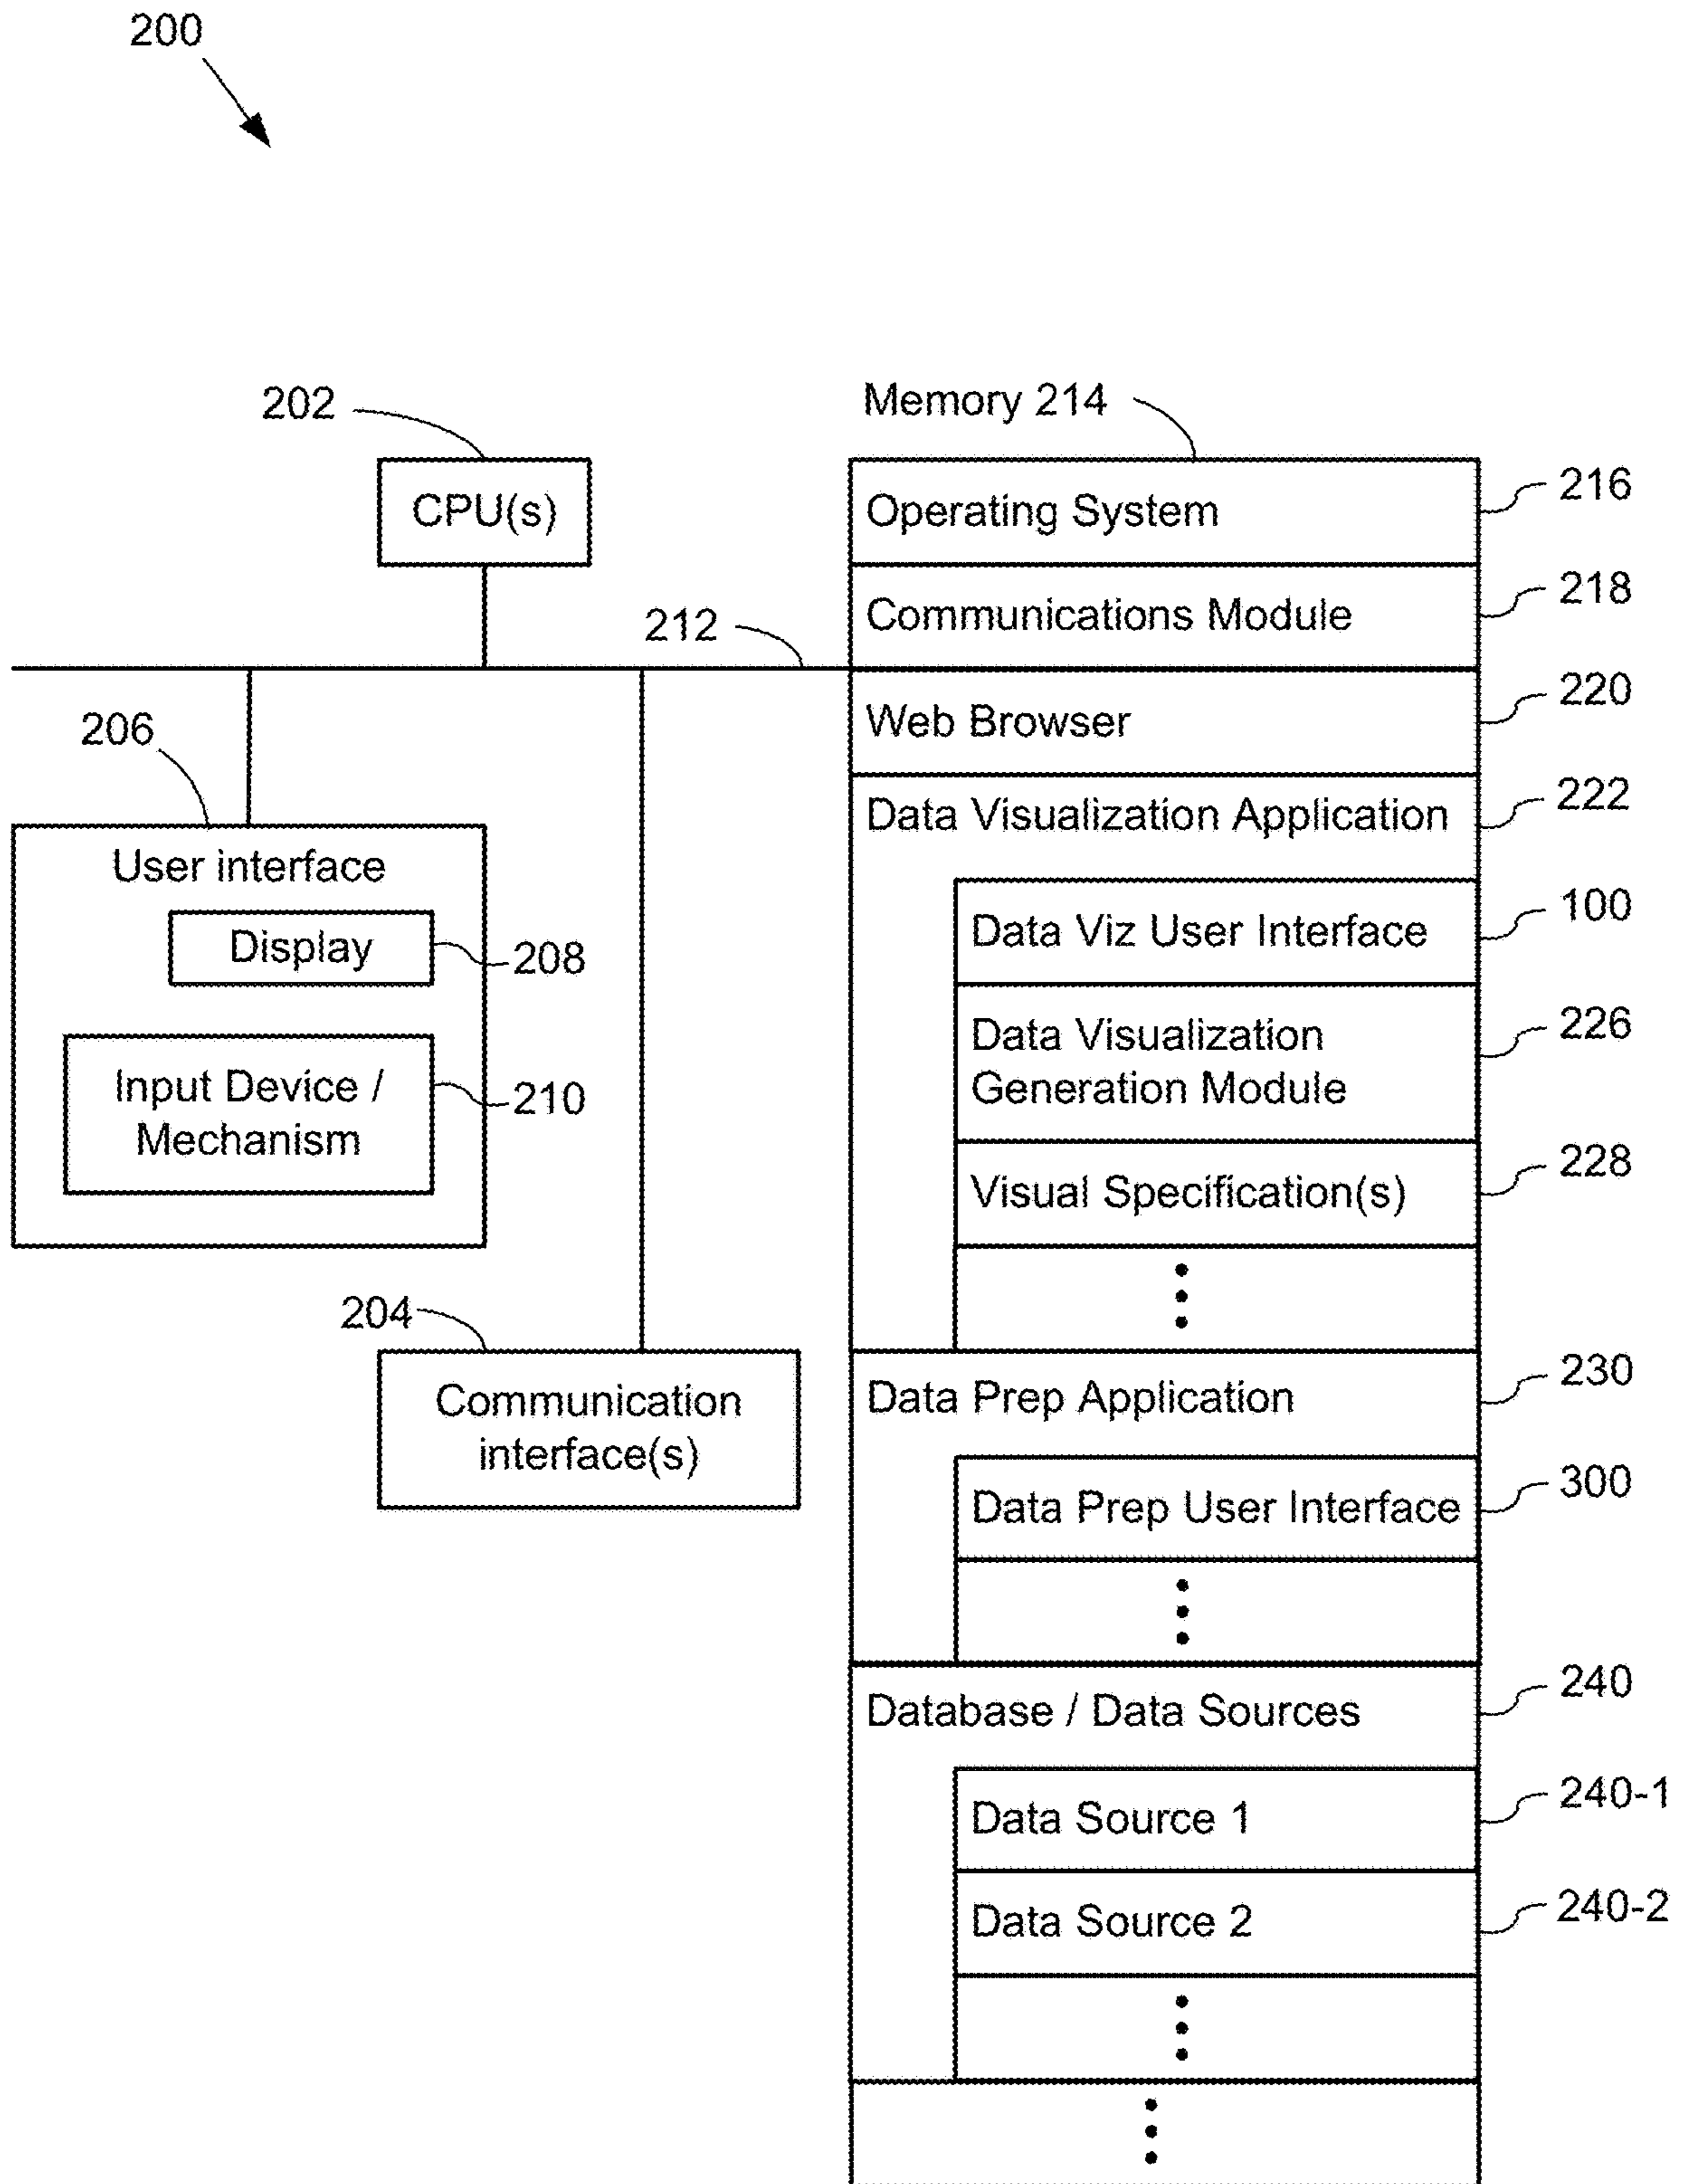 200
202
Memory 214
CPU(s)
Operating System
216
Communications Module
218
212
Web Browser
220
206
Data Visualization Application
222
User interface
Display
208
Data Viz User Interface
100
Input Device /
Mechanism
210
Data Visualization
Generation Module
226
Visual Specification(s)
228
204
Communication
interface(s)
Data Prep Application
230
Data Prep User Interface
300
Database / Data Sources
240
Data Source 1
240-1
Data Source 2
240-2